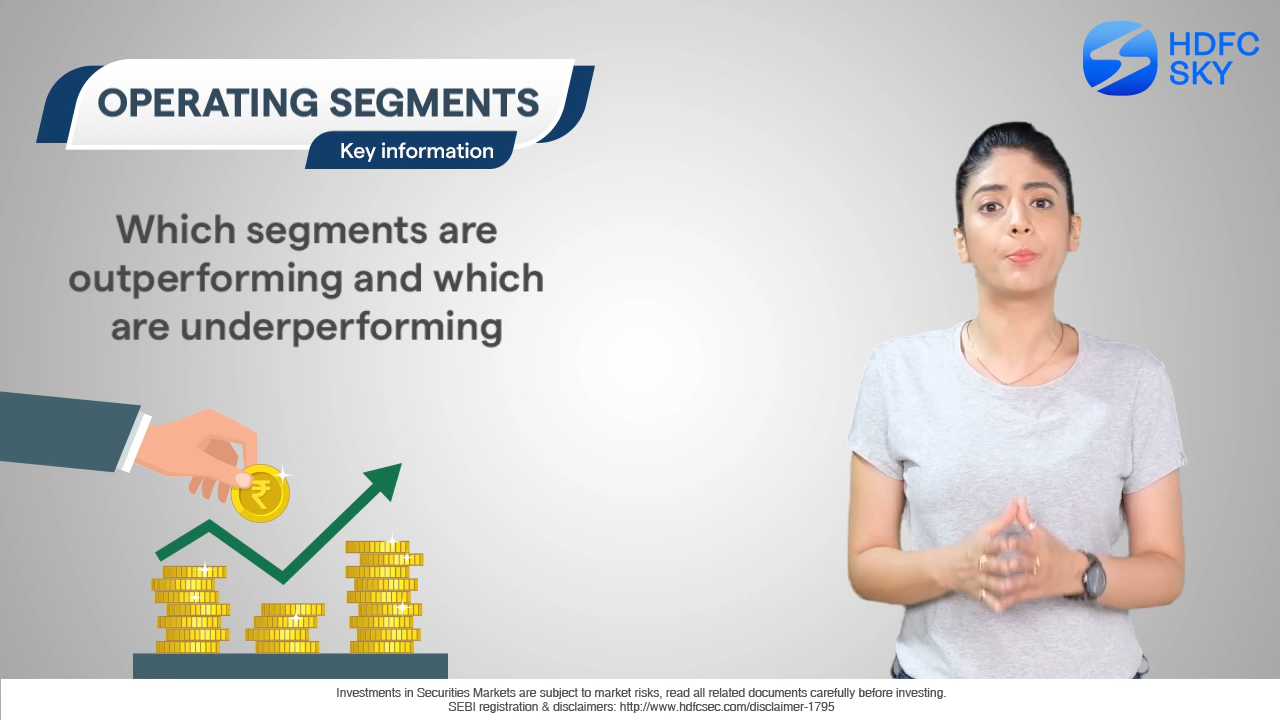 HDFC
SKY
OPERATING SEGMENTS
Key information
Which segments are
outperforming and which
are underperforming
₹
Investments in Securities Markets are subject to market risks, read all related documents carefully before investing.
SEBI registration & disclaimers: http://www.hdfcsec.com/disclaimer-1795